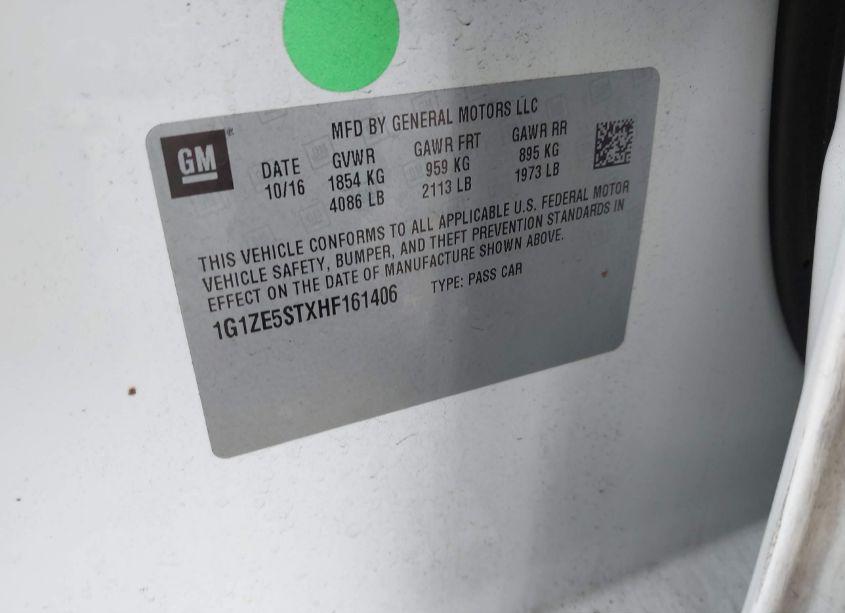 GM
MFD BY GENERAL MOTORS LLC
DATE GVWR GAWR FRT GAWR RR
10/16 1854 KG 959 KG 895 KG
4086 LB 2113 LB 1973 LB
THIS VEHICLE CONFORMS TO ALL APPLICABLE U.S. FEDERAL MOTOR
VEHICLE SAFETY, BUMPER, AND THEFT PREVENTION STANDARDS IN
EFFECT ON THE DATE OF MANUFACTURE SHOWN ABOVE.
1G1ZE5STXHF161406 TYPE: PASS CAR